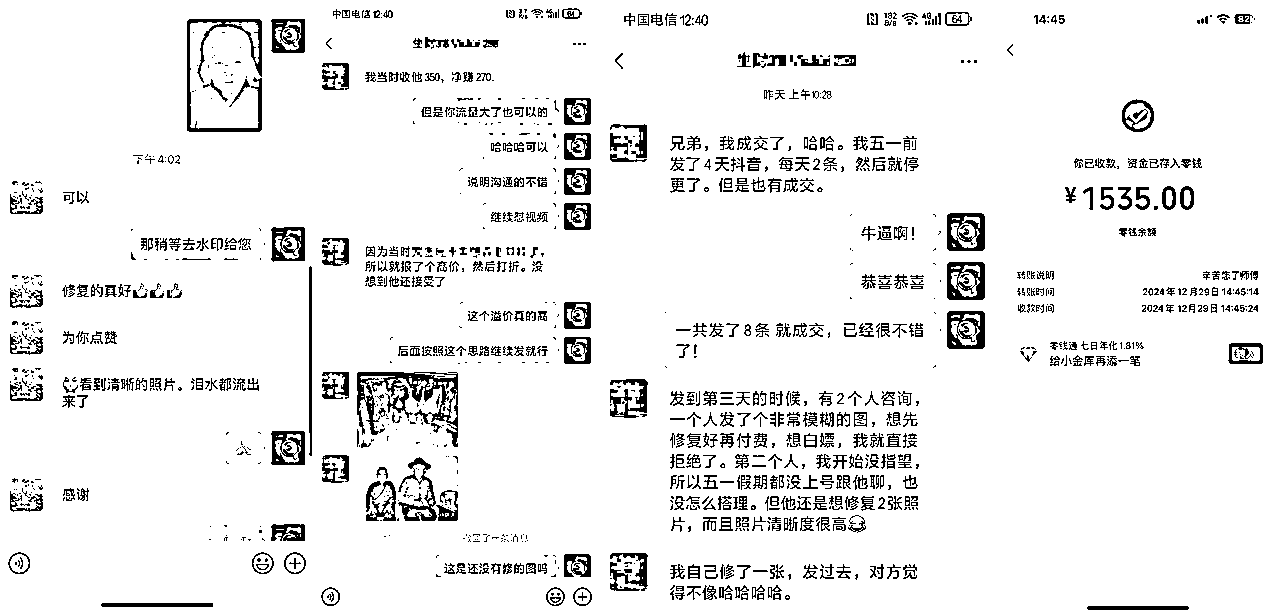 下午 4:02
可以
那稍等去水印给您
修复的真好👍👍👍
为你点赞
看到清晰的照片。泪水都流出
来了
🙏
感谢
中国电信 12:40
64
我当时收他 350，净赚 270.
但是你流量大了也可以的
哈哈哈可以
说明沟通的不错
继续怼视频
因为当时
所以就报了个高价，然后打折。没
想到他还接受了
这个溢价真的高
后面按照这个思路继续发就行
这是还没有修的图吗
中国电信 12:40
64
昨天 上午10:28
兄弟，我成交了，哈哈。我五一前
发了4天抖音，每天2条，然后就停
更了。但是也有成交。
牛逼啊！
恭喜恭喜
一共发了8条 就成交，已经很不错
了！
发到第三天的时候，有2个人咨询，
一个人发了个非常模糊的图，想先
修复好再付费，想白嫖，我就直接
拒绝了。第二个人，我开始没指望，
所以五一假期都没上号跟他聊，也
没怎么搭理。但他还是想修复2张照
片，而且照片清晰度很高😂
我自己修了一张，发过去，对方觉
得不像哈哈哈哈。
14:45
82
你已收款，资金已存入零钱
¥1535.00
零钱余额
转账说明 辛苦您了师傅
转账时间 2024年12月29日 14:45:14
收款时间 2024年12月29日 14:45:24
零钱通 七日年化1.81%
给小金库再添一笔